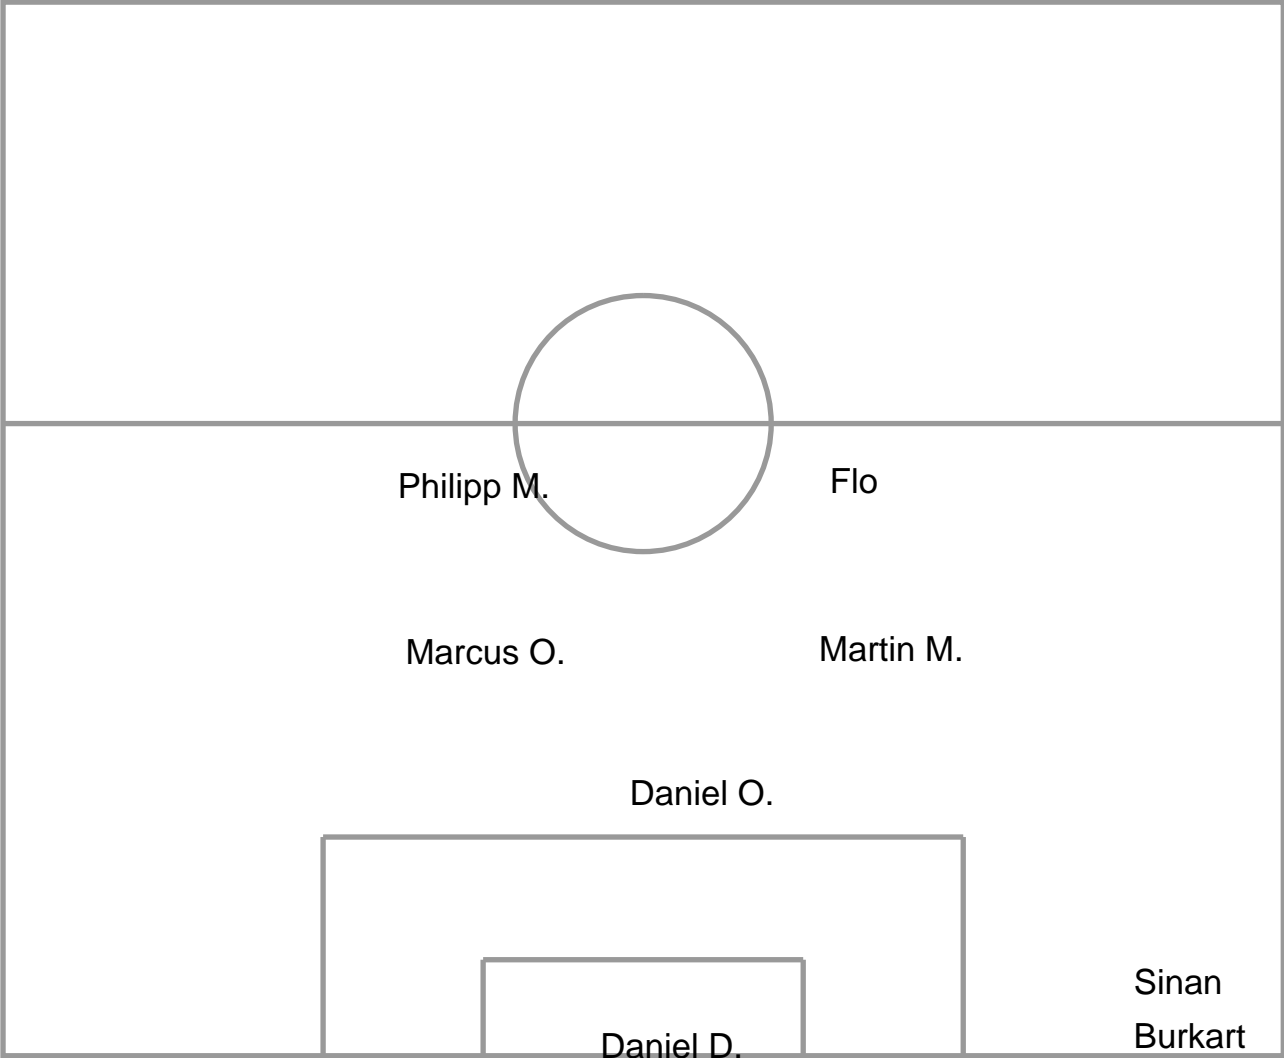 Philipp M.
Flo
Marcus O.
Martin M.
Daniel O.
Sinan
Burkart
Daniel D.